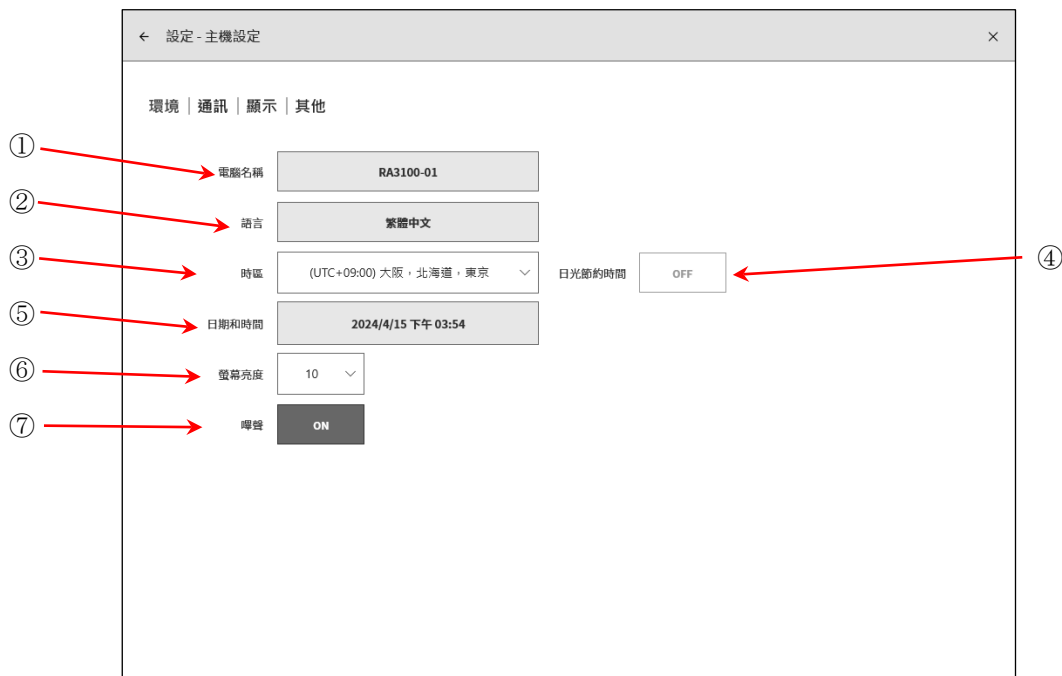 ← 設定 - 主機設定 ×
環境 | 通訊 | 顯示 | 其他
① 電腦名稱 RA3100-01
② 語言 繁體中文
③ 時區 (UTC+09:00) 大阪，北海道，東京 日光節約時間 OFF ④
⑤ 日期和時間 2024/4/15 下午 03:54
⑥ 螢幕亮度 10
⑦ 嗶聲 ON